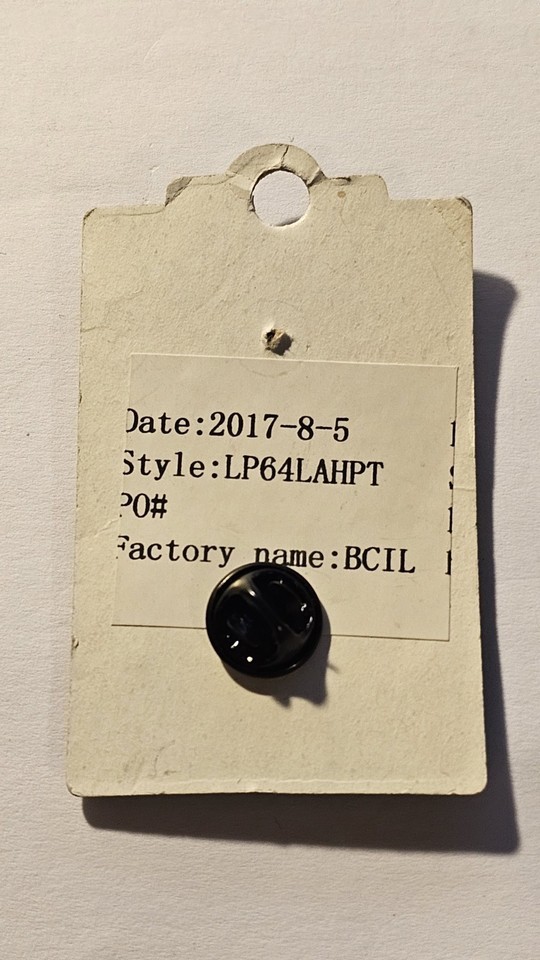 Date:2017-8-5
Style:LP64LAHPT
PO#
Factory name:BCIL